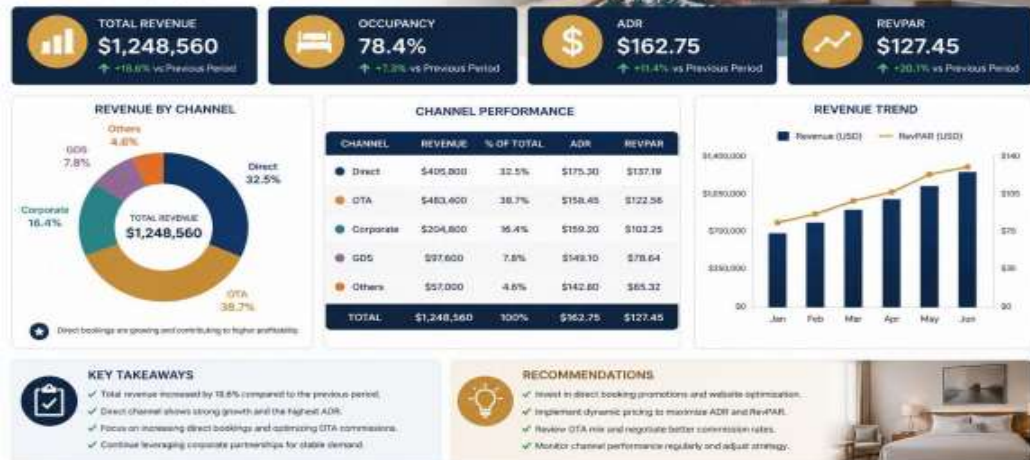 TOTAL REVENUE
$1,248,560
+18.6% vs Previous Period
OCCUPANCY
78.4%
+7.3% vs Previous Period
ADR
$162.75
+11.4% vs Previous Period
REVPAR
$127.45
+20.1% vs Previous Period
REVENUE BY CHANNEL
Others
4.6%
GDS
7.8%
Direct
32.5%
Corporate
16.4%
TOTAL REVENUE
$1,248,560
OTA
38.7%
Direct bookings are growing and contributing to higher profitability.
CHANNEL PERFORMANCE
CHANNEL REVENUE % OF TOTAL ADR REVPAR
Direct $405,800 32.5% $175.30 $137.19
OTA $483,400 38.7% $158.45 $122.56
Corporate $204,800 16.4% $159.20 $102.25
GDS $97,600 7.8% $149.10 $78.64
Others $57,000 4.6% $142.80 $65.32
TOTAL $1,248,560 100% $162.75 $127.45
REVENUE TREND
Revenue (USD) RevPAR (USD)
$1,400,000 $140
$1,050,000 $105
$700,000 $75
$350,000
$0 $0
Jan Feb Mar Apr May Jun
KEY TAKEAWAYS
Total revenue increased by 18.6% compared to the previous period.
Direct channel shows strong growth and the highest ADR.
Focus on increasing direct bookings and optimizing OTA commissions.
Continue leveraging corporate partnerships for stable demand.
RECOMMENDATIONS
Invest in direct booking promotions and website optimization.
Implement dynamic pricing to maximize ADR and RevPAR.
Review OTA mix and negotiate better commission rates.
Monitor channel performance regularly and adjust strategy.